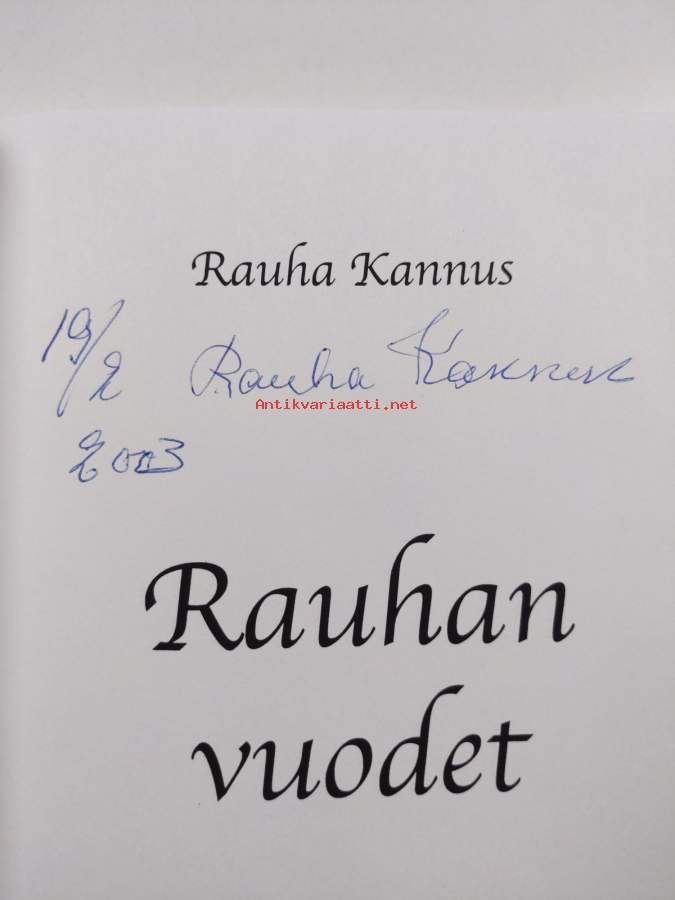 Rauha Kannus
19/2 Rauha Kannus
Antikvariaatti.net
2003
Rauhan
vuodet